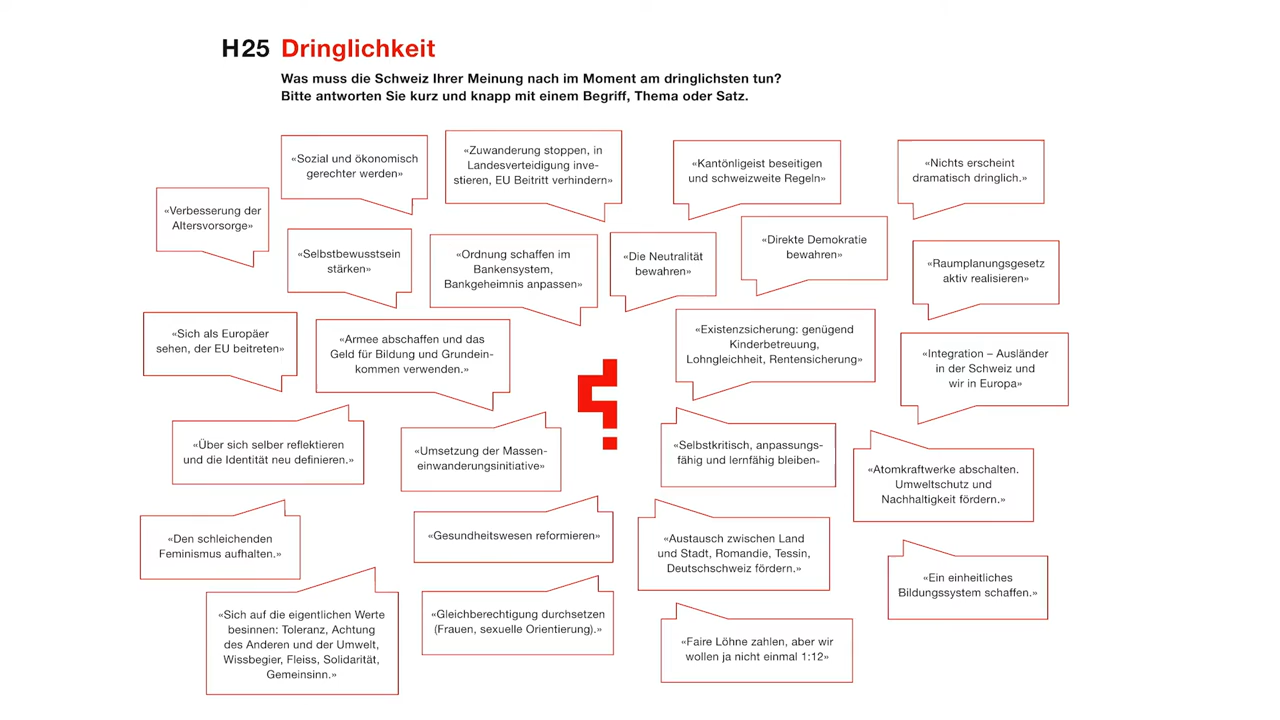 H25 Dringlichkeit
Was muss die Schweiz Ihrer Meinung nach im Moment am dringlichsten tun?
Bitte antworten Sie kurz und knapp mit einem Begriff, Thema oder Satz.
«Sozial und ökonomisch
gerechter werden»
«Zuwanderung stoppen, in
Landesverteidigung inve-
stieren, EU Beitritt verhindern»
«Kantönligeist beseitigen
und schweizweite Regeln»
«Nichts erscheint
dramatisch dringlich.»
«Verbesserung der
Altersvorsorge»
«Selbstbewusstsein
stärken»
«Ordnung schaffen im
Bankensystem,
Bankgeheimnis anpassen»
«Die Neutralität
bewahren»
«Direkte Demokratie
bewahren»
«Raumplanungsgesetz
aktiv realisieren»
«Sich als Europäer
sehen, der EU beitreten»
«Armee abschaffen und das
Geld für Bildung und Grundein-
kommen verwenden.»
«Existenzsicherung: genügend
Kinderbetreuung,
Lohngleichheit, Rentensicherung»
«Integration – Ausländer
in der Schweiz und
wir in Europa»
«Über sich selber reflektieren
und die Identität neu definieren.»
«Umsetzung der Massen-
einwanderungsinitiative»
«Selbstkritisch, anpassungs-
fähig und lernfähig bleiben»
«Atomkraftwerke abschalten.
Umweltschutz und
Nachhaltigkeit fördern.»
«Den schleichenden
Feminismus aufhalten.»
«Gesundheitswesen reformieren»
«Austausch zwischen Land
und Stadt, Romandie, Tessin,
Deutschschweiz fördern.»
«Ein einheitliches
Bildungssystem schaffen.»
«Sich auf die eigentlichen Werte
besinnen: Toleranz, Achtung
des Anderen und der Umwelt,
Wissbegier, Fleiss, Solidarität,
Gemeinsinn.»
«Gleichberechtigung durchsetzen
(Frauen, sexuelle Orientierung).»
«Faire Löhne zahlen, aber wir
wollen ja nicht einmal 1:12»